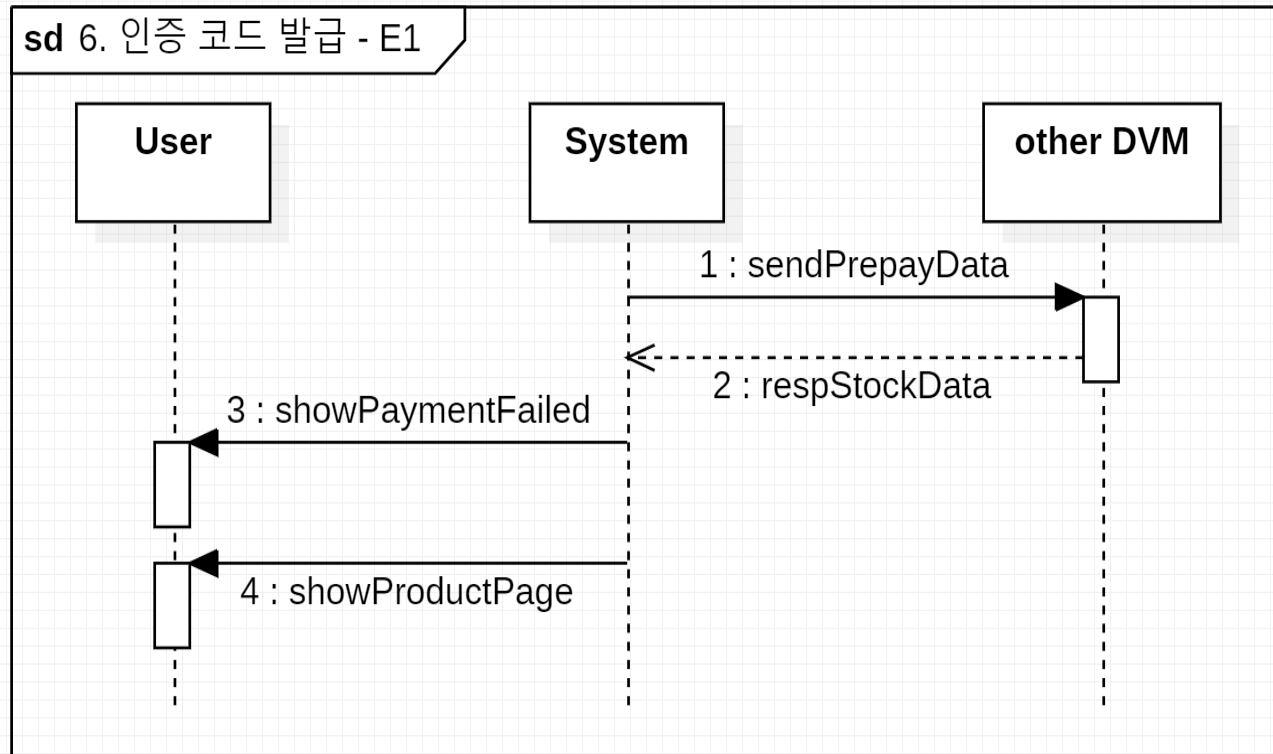 sd 6. 인증 코드 발급 - E1
User
System
other DVM
1 : sendPrepayData
2 : respStockData
3 : showPaymentFailed
4 : showProductPage